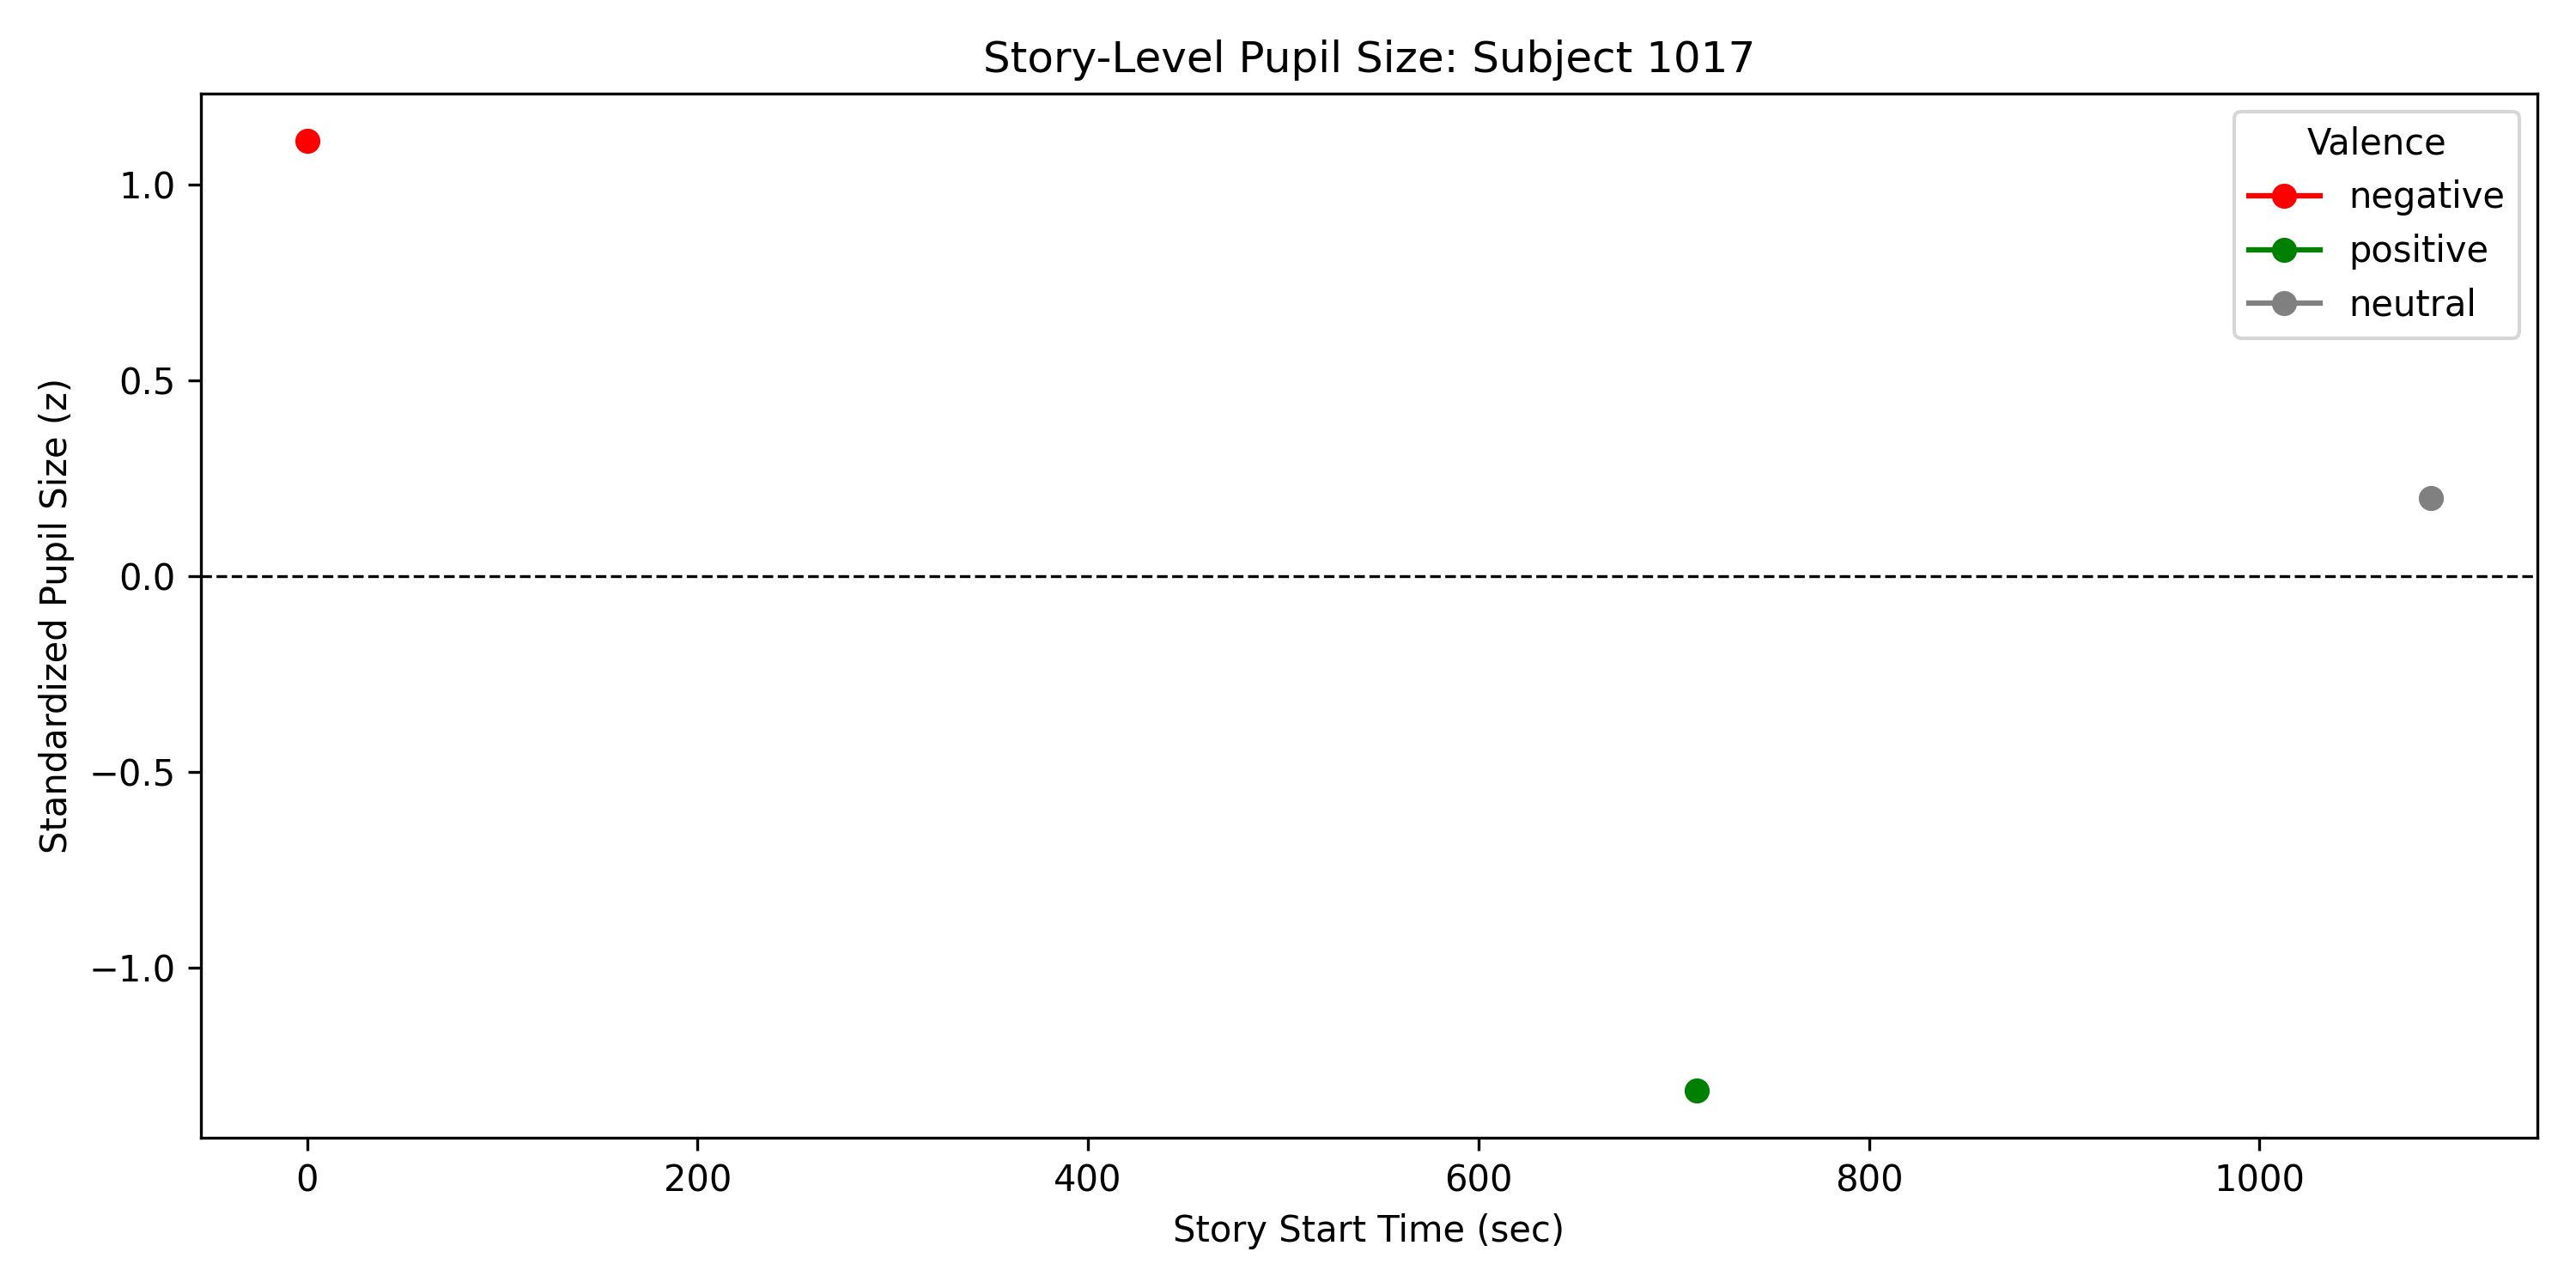 Story-Level Pupil Size: Subject 1017
Valence
negative
positive
neutral
Standardized Pupil Size (z)
1.0
0.5
0.0
−0.5
−1.0
0
200
400
600
800
1000
Story Start Time (sec)